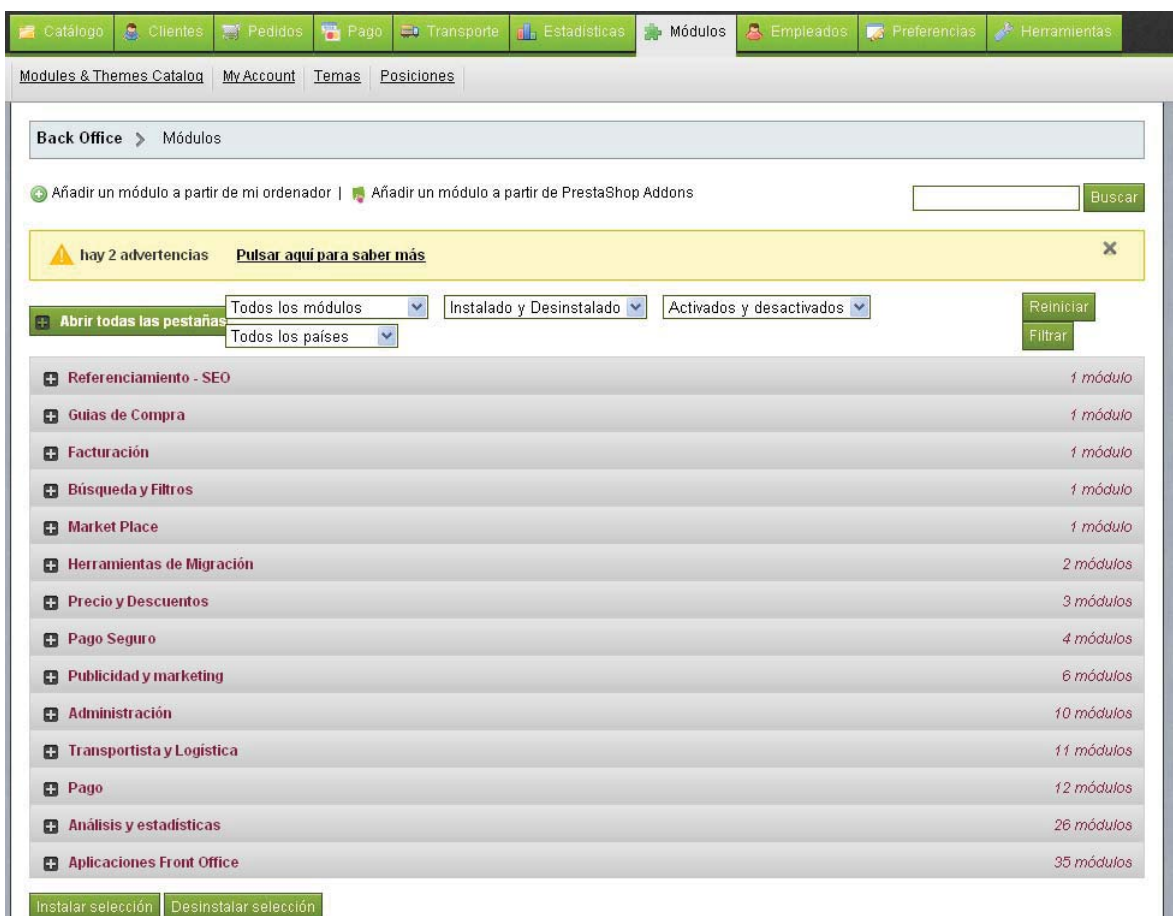 Catálogo Clientes Pedidos Pago Transporte Estadísticas Módulos Empleados Preferencias Herramientas
Modules & Themes Catalog My Account Temas Posiciones
Back Office > Módulos
Añadir un módulo a partir de mi ordenador | Añadir un módulo a partir de PrestaShop Addons Buscar
hay 2 advertencias Pulsar aquí para saber más
Abrir todas las pestañas Todos los módulos Instalado y Desinstalado Activados y desactivados Reiniciar
Todos los países Filtrar
Referenciamiento - SEO 1 módulo
Guias de Compra 1 módulo
Facturación 1 módulo
Búsqueda y Filtros 1 módulo
Market Place 1 módulo
Herramientas de Migración 2 módulos
Precio y Descuentos 3 módulos
Pago Seguro 4 módulos
Publicidad y marketing 6 módulos
Administración 10 módulos
Transportista y Logística 11 módulos
Pago 12 módulos
Análisis y estadísticas 26 módulos
Aplicaciones Front Office 35 módulos
Instalar selección Desinstalar selección